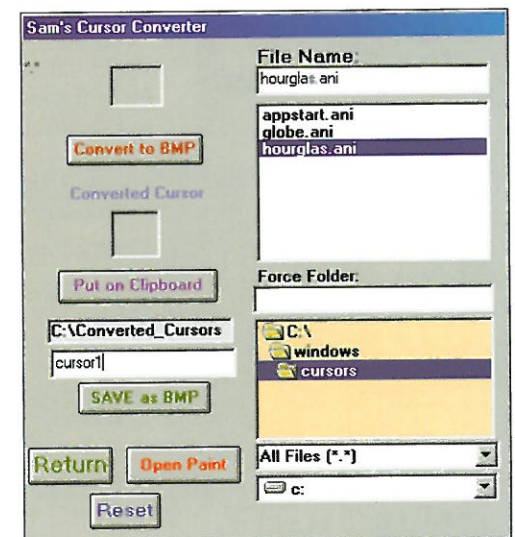 Sam's Cursor Converter
File Name:
hourglas.ani
appstart.ani
globe.ani
hourglas.ani
Convert to BMP
Converted Cursor
Put on Clipboard
Force Folder:
C:\Converted_Cursors
cursor1
SAVE as BMP
C:\
windows
cursors
Return
Open Paint
All Files (*.*)
c:
Reset